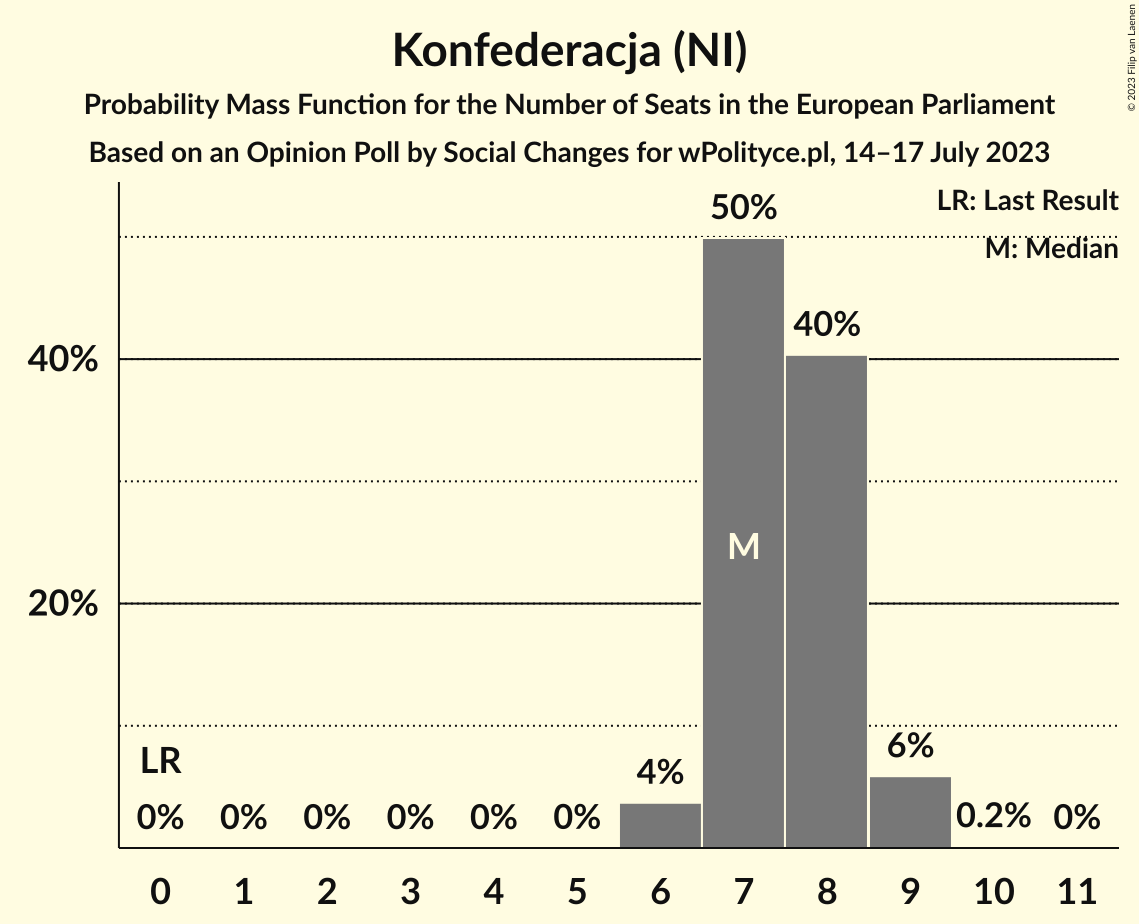 Konfederacja (NI)
Probability Mass Function for the Number of Seats in the European Parliament
Based on an Opinion Poll by Social Changes for wPolityce.pl, 14–17 July 2023
© 2023 Filip van Laenen
LR: Last Result
M: Median
50%
40%
40%
20%
M
LR
0% 0% 0% 0% 0% 0% 4% 6% 0.2% 0%
0 1 2 3 4 5 6 7 8 9 10 11